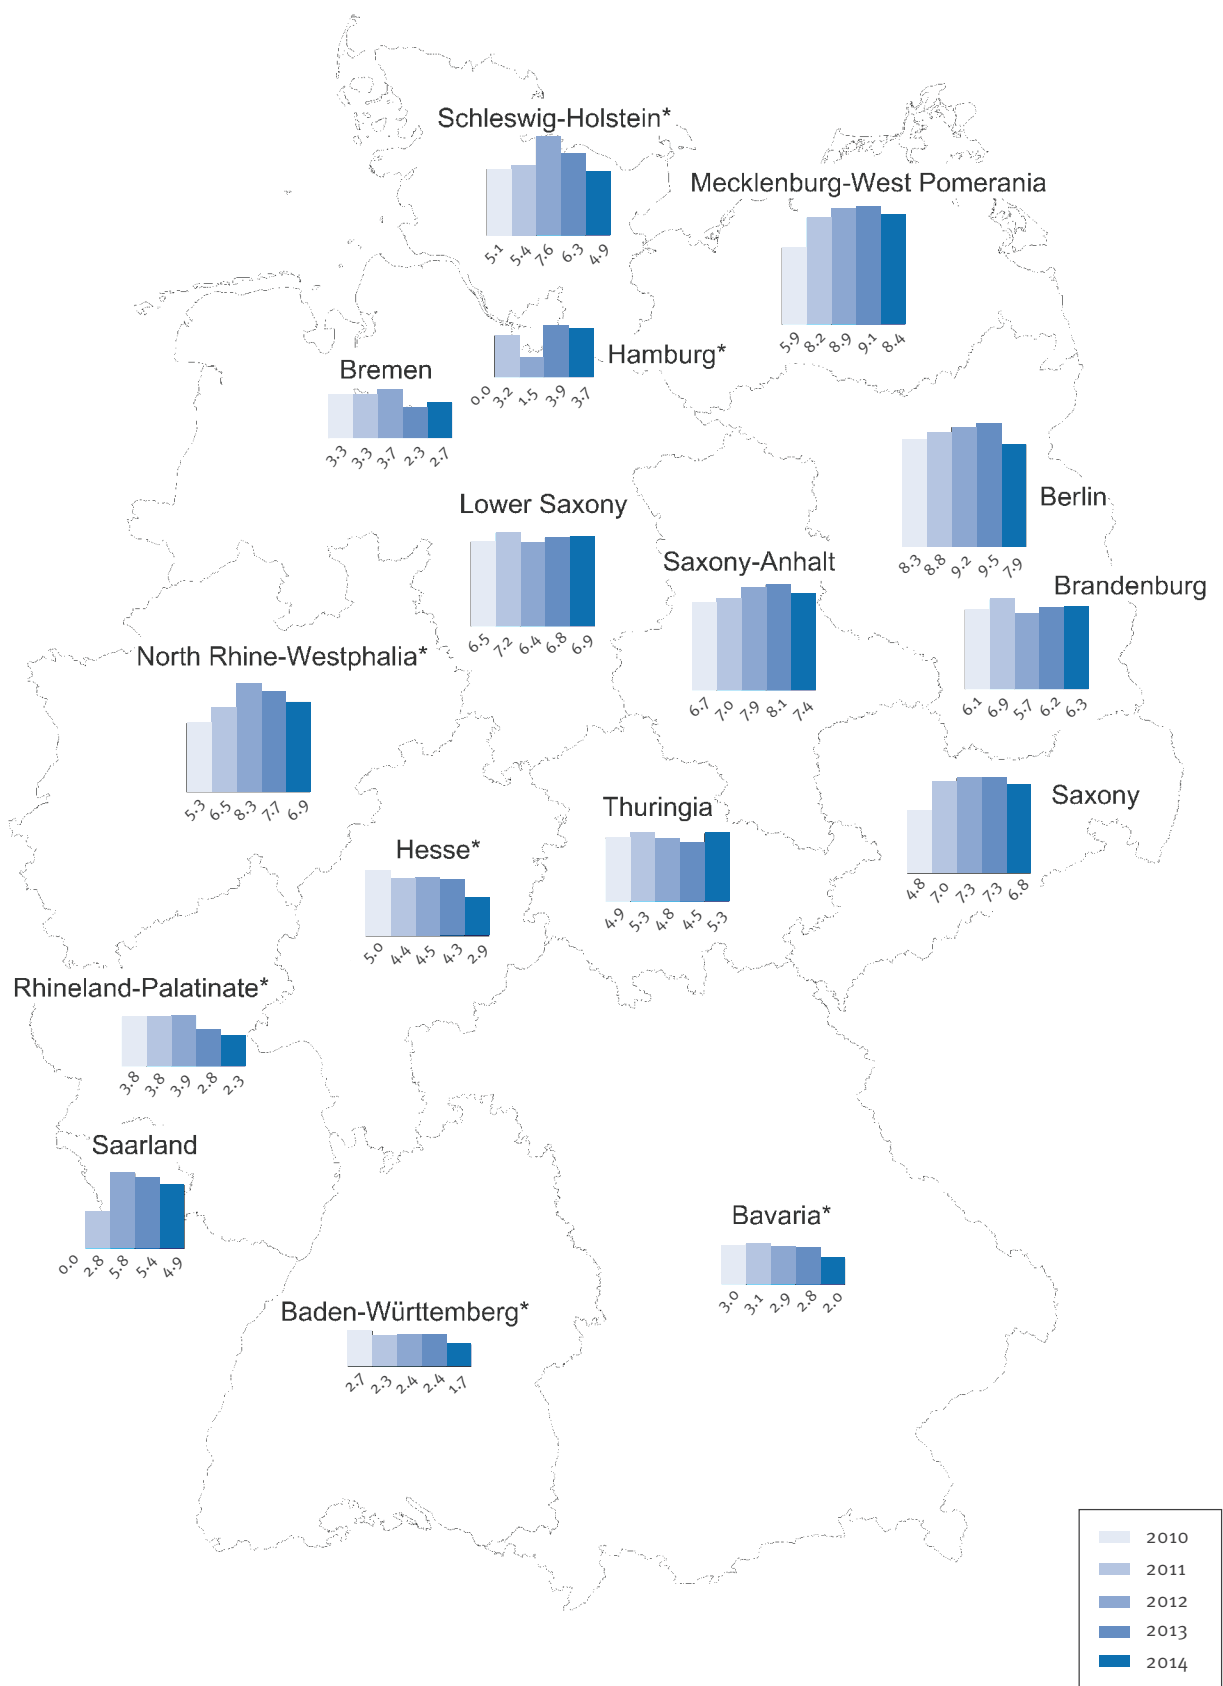 Schleswig-Holstein*
5.1 5.4 7.6 6.3 4.9
Mecklenburg-West Pomerania
5.9 8.2 8.9 9.1 8.4
Hamburg*
0.0 3.2 1.5 3.9 3.7
Bremen
3.3 3.3 3.7 2.3 2.7
Berlin
8.3 8.8 9.2 9.5 7.9
Lower Saxony
6.5 7.2 6.4 6.8 6.9
Saxony-Anhalt
6.7 7.0 7.9 8.1 7.4
Brandenburg
6.1 6.9 5.7 6.2 6.3
North Rhine-Westphalia*
5.3 6.5 8.3 7.7 6.9
Thuringia
4.9 5.3 4.8 4.5 5.3
Saxony
4.8 7.0 7.3 7.3 6.8
Hesse*
5.0 4.4 4.5 4.3 2.9
Rhineland-Palatinate*
3.8 3.8 3.9 2.8 2.3
Saarland
0.0 2.8 5.8 5.4 4.9
Bavaria*
3.0 3.1 2.9 2.8 2.0
Baden-Württemberg*
2.7 2.3 2.4 2.4 1.7
2010
2011
2012
2013
2014